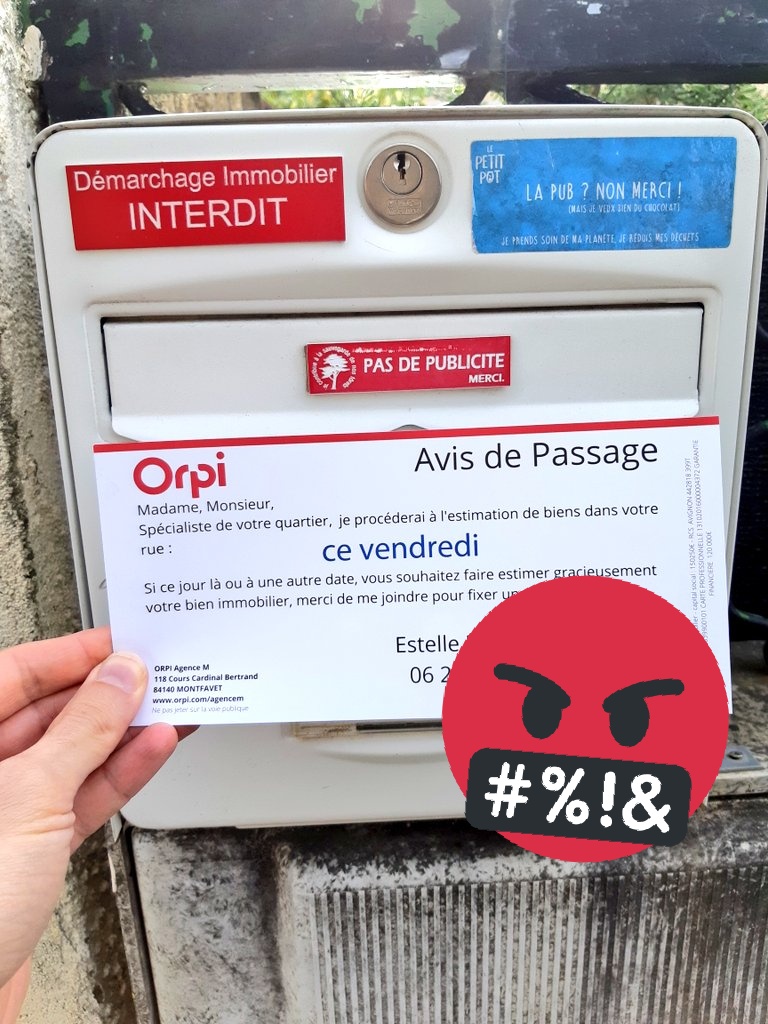 Démarchage Immobilier
INTERDIT
LE
PETIT
POT
LA PUB ? NON MERCI !
(MAIS JE VEUX BIEN DU CHOCOLAT)
JE PRENDS SOIN DE MA PLANÈTE, JE RÉDUIS MES DÉCHETS
PAS DE PUBLICITE
MERCI.
Orpi
Avis de Passage
Madame, Monsieur,
Spécialiste de votre quartier, je procéderai à l'estimation de biens dans votre
rue :
ce vendredi
Si ce jour là ou à une autre date, vous souhaitez faire estimer gracieusement
votre bien immobilier, merci de me joindre pour fixer
Estelle
06 2
ORPI Agence M
118 Cours Cardinal Bertrand
84140 MONTFAVET
www.orpi.com/agencem
Ne pas jeter sur la voie publique
#%!&